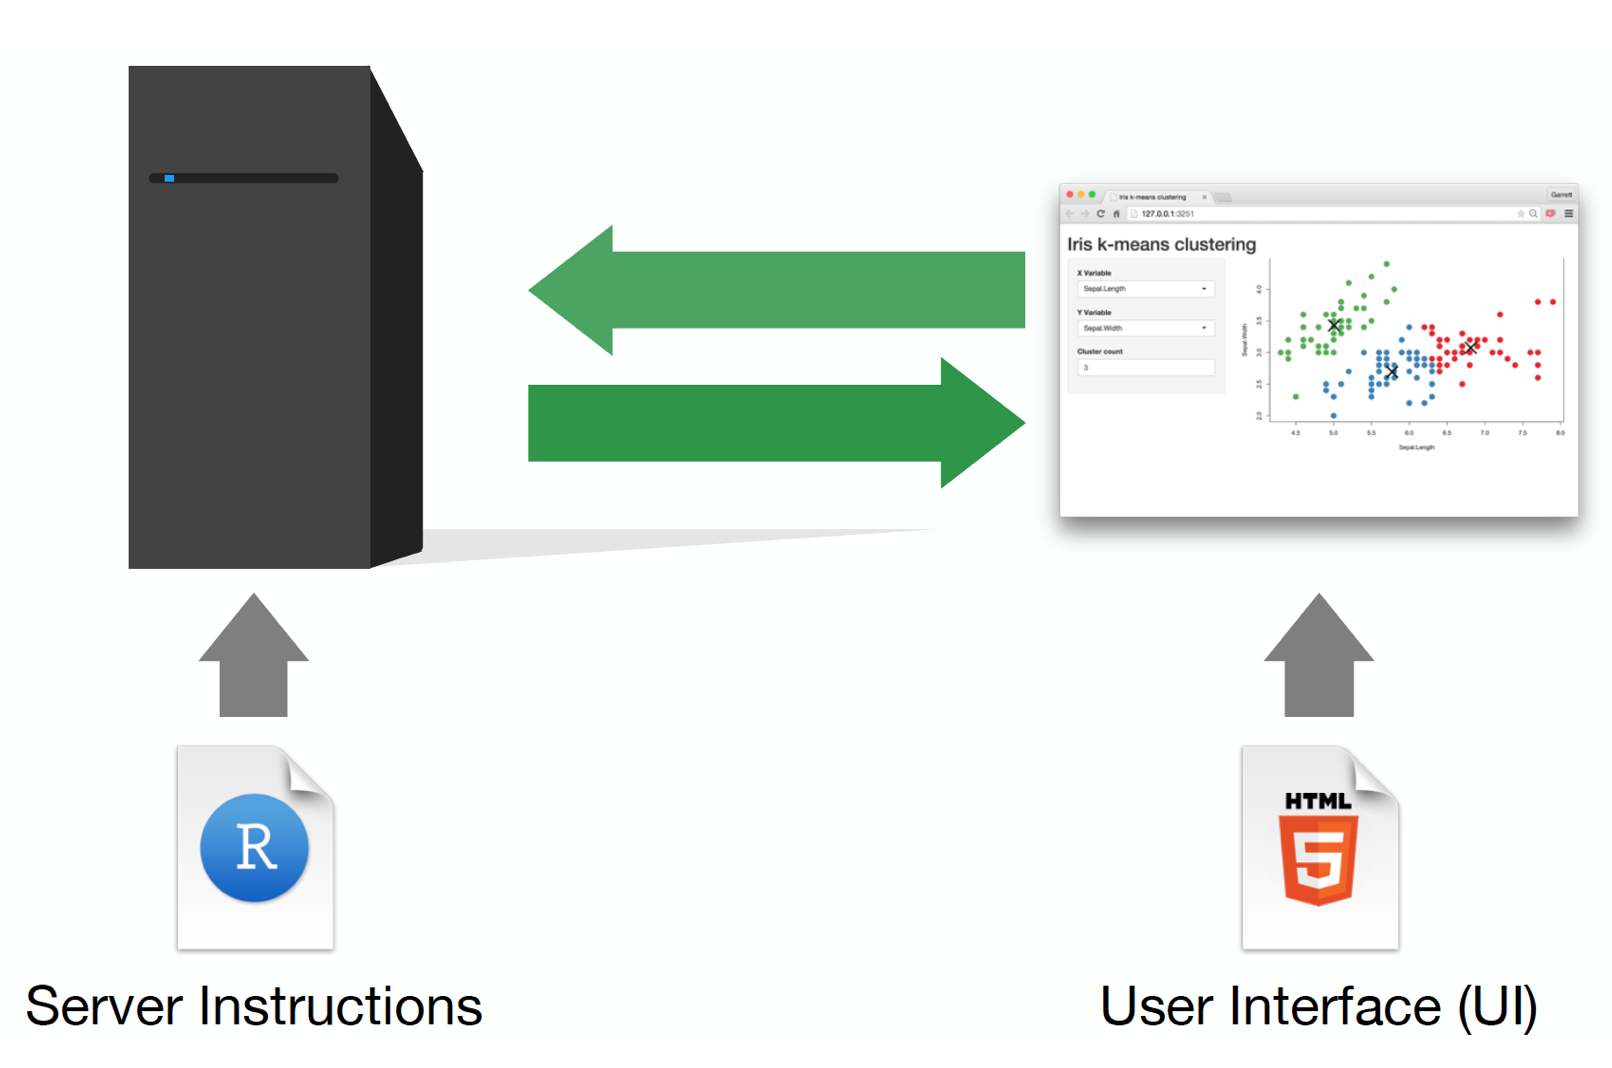 Iris k-means clustering
Garrett
127.0.0.1:3251
Iris k-means clustering
X Variable
Sepal.Length
Y Variable
Sepal.Width
Cluster count
3
Sepal.Width
4.0
3.5
3.0
2.5
2.0
4.5 5.0 5.5 6.0 6.5 7.0 7.5 8.0
Sepal.Length
R
HTML
5
Server Instructions
User Interface (UI)